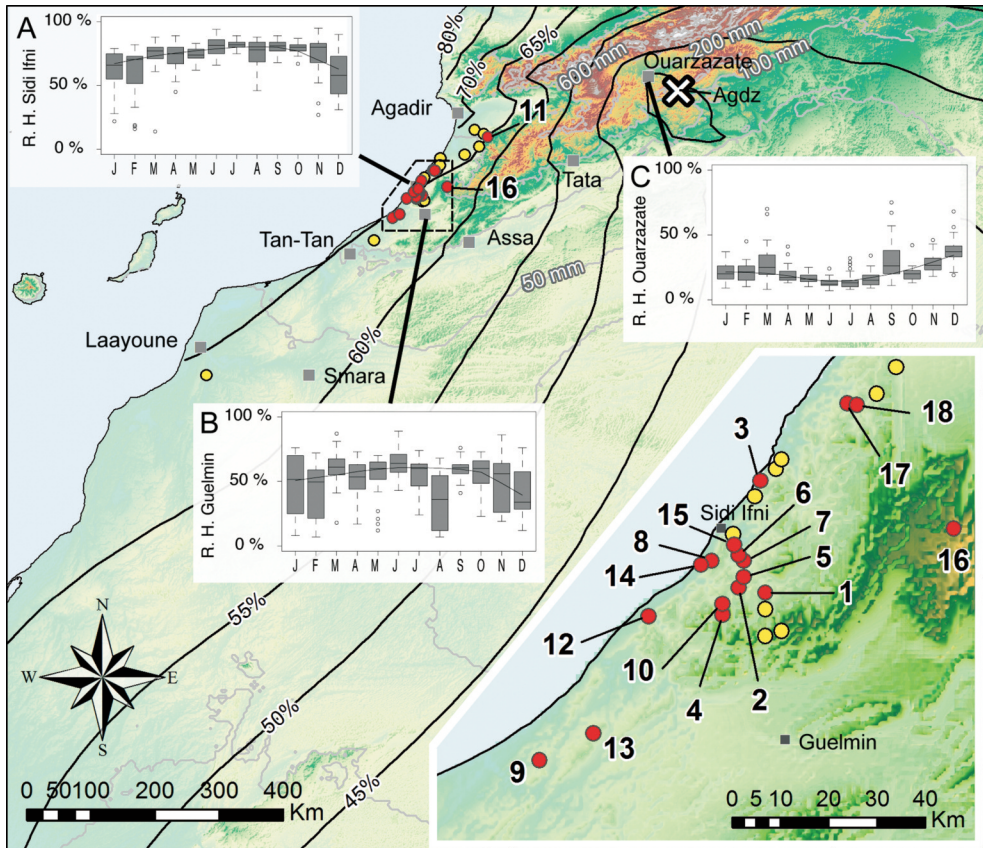 A
R. H. Sidi Ifni
100 %
50 %
0 %
J F M A M J J A S O N D
80%
70%
65%
600 mm
200 mm
100 mm
Ouarzazate
Agdz
Agadir
11
16
Tata
Assa
Tan-Tan
50 mm
C
R. H. Ouarzazate
100 %
50 %
0 %
J F M A M J J A S O N D
Laayoune
Smara
60%
B
R. H. Guelmin
100 %
50 %
0 %
J F M A M J J A S O N D
55%
50%
45%
N
W E
S
0 50 100 200 300 400
Km
3
18
17
Sidi Ifni
6
15
7
8
5
14
16
1
12
10
2
4
13
9
Guelmin
0 5 10 20 30 40
Km